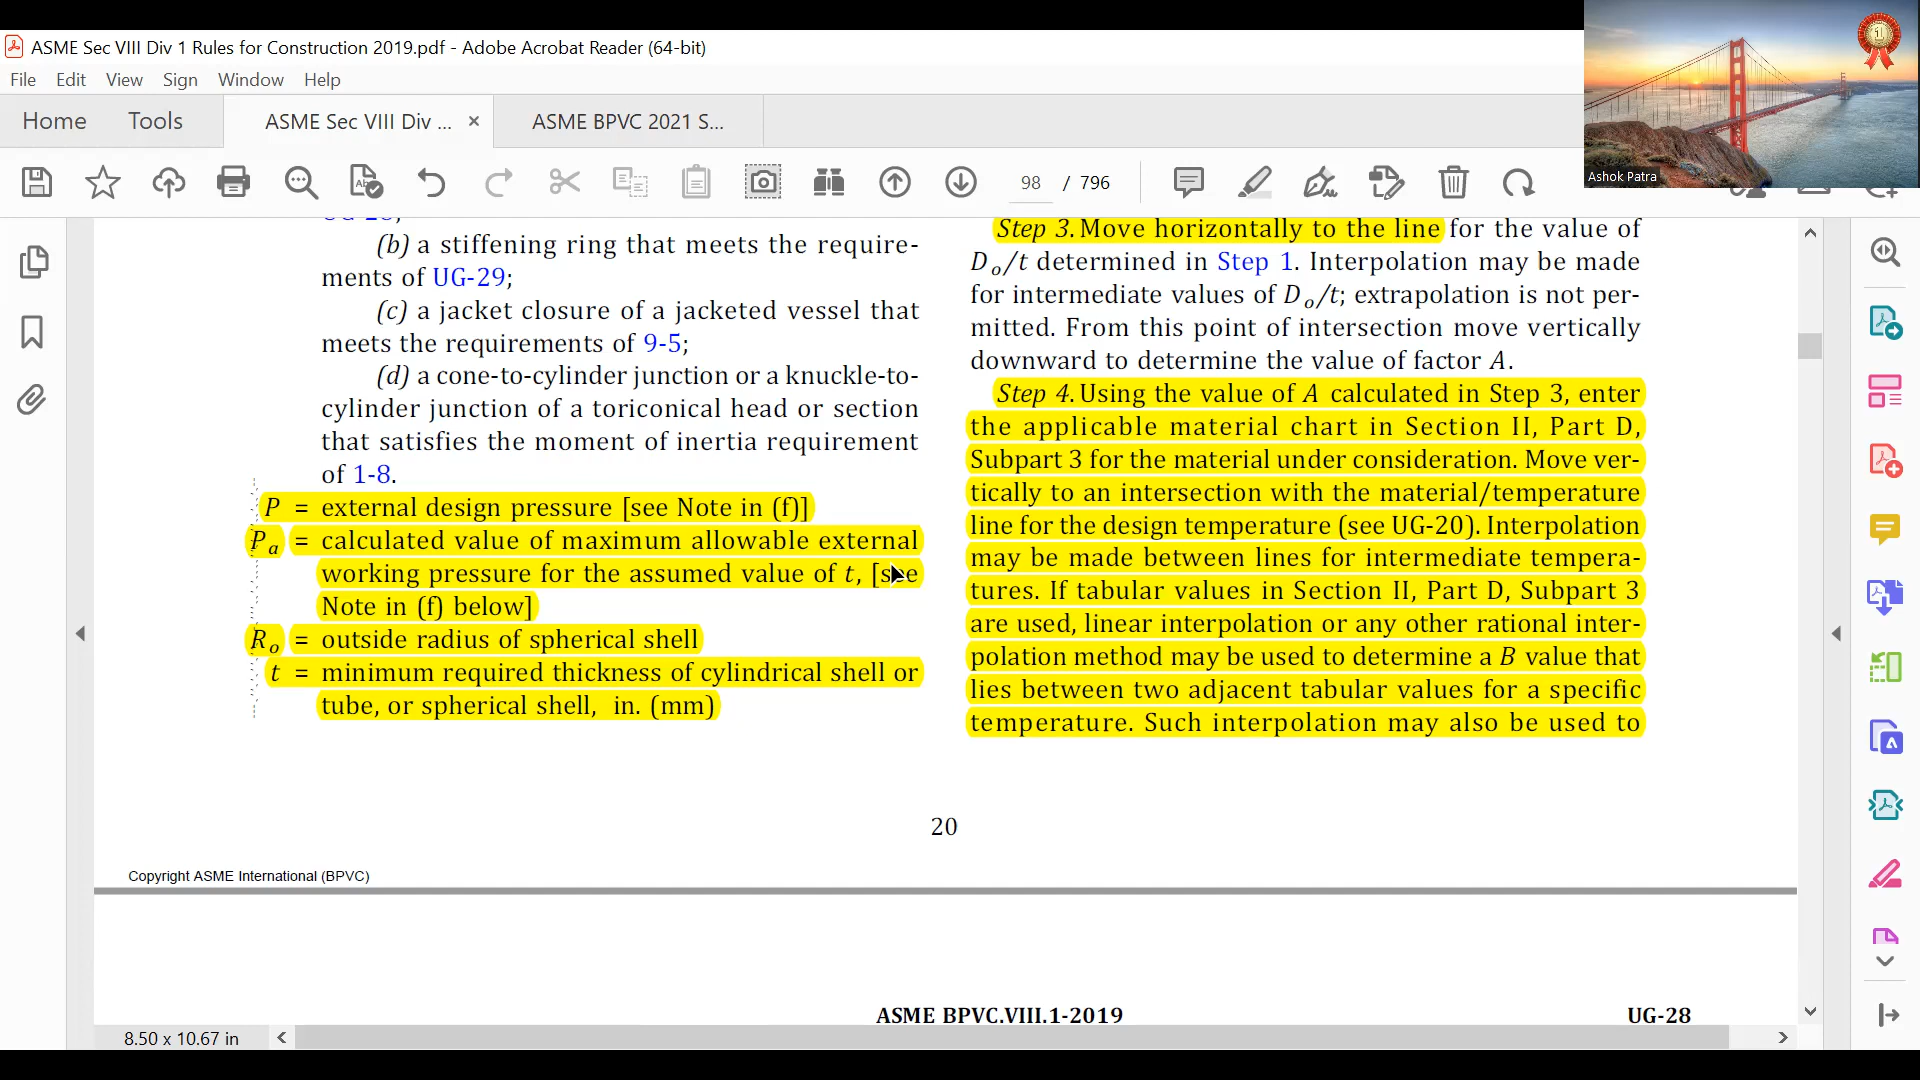 ASME Sec VIII Div 1 Rules for Construction 2019.pdf - Adobe Acrobat Reader (64-bit)
File Edit View Sign Window Help
Home Tools ASME Sec VIII Div ... × ASME BPVC 2021 S...
98 / 796
1
Ashok Patra
(b) a stiffening ring that meets the require-
ments of UG-29;
(c) a jacket closure of a jacketed vessel that
meets the requirements of 9-5;
(d) a cone-to-cylinder junction or a knuckle-to-
cylinder junction of a toriconical head or section
that satisfies the moment of inertia requirement
of 1-8.
P = external design pressure [see Note in (f)]
Pa = calculated value of maximum allowable external
working pressure for the assumed value of t, [see
Note in (f) below]
Ro = outside radius of spherical shell
t = minimum required thickness of cylindrical shell or
tube, or spherical shell, in. (mm)
Step 3. Move horizontally to the line for the value of
Do/t determined in Step 1. Interpolation may be made
for intermediate values of Do/t; extrapolation is not per-
mitted. From this point of intersection move vertically
downward to determine the value of factor A.
Step 4. Using the value of A calculated in Step 3, enter
the applicable material chart in Section II, Part D,
Subpart 3 for the material under consideration. Move ver-
tically to an intersection with the material/temperature
line for the design temperature (see UG-20). Interpolation
may be made between lines for intermediate tempera-
tures. If tabular values in Section II, Part D, Subpart 3
are used, linear interpolation or any other rational inter-
polation method may be used to determine a B value that
lies between two adjacent tabular values for a specific
temperature. Such interpolation may also be used to
20
Copyright ASME International (BPVC)
ASME BPVC.VIII.1-2019 UG-28
8.50 x 10.67 in